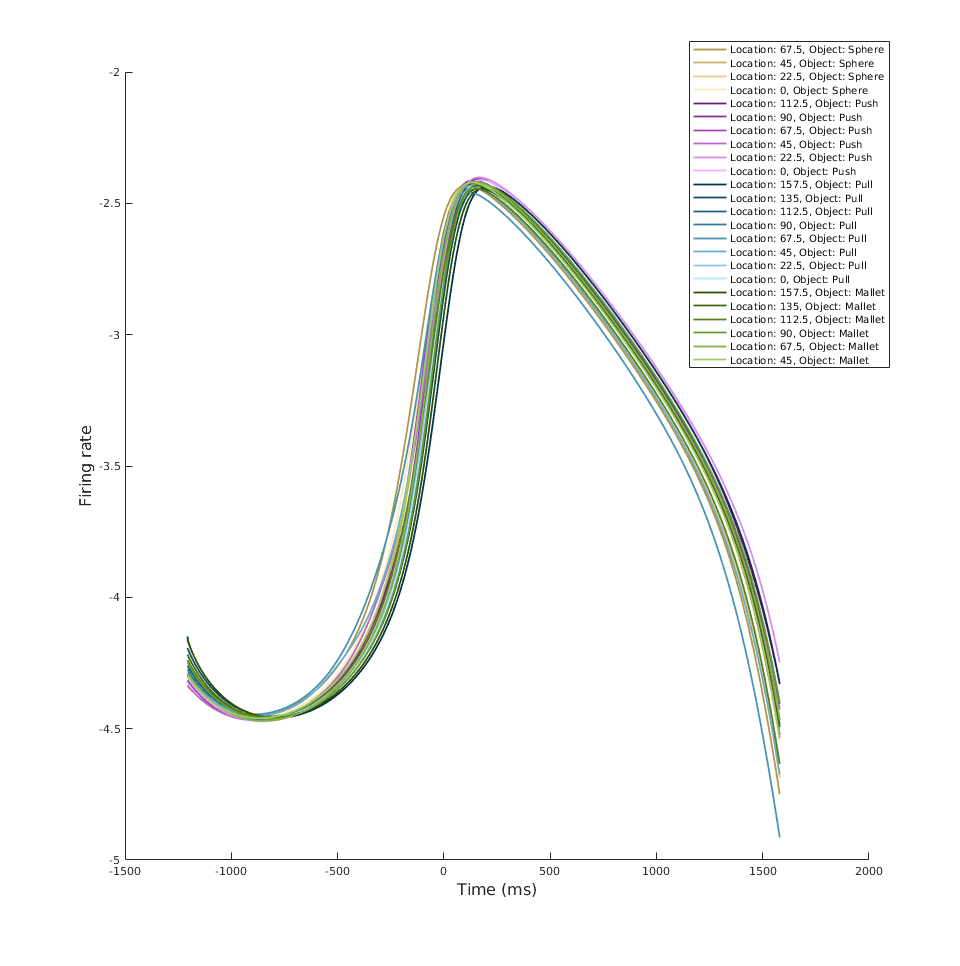 Location: 67.5, Object: Sphere
Location: 45, Object: Sphere
Location: 22.5, Object: Sphere
Location: 0, Object: Sphere
Location: 112.5, Object: Push
Location: 90, Object: Push
Location: 67.5, Object: Push
Location: 45, Object: Push
Location: 22.5, Object: Push
Location: 0, Object: Push
Location: 157.5, Object: Pull
Location: 135, Object: Pull
Location: 112.5, Object: Pull
Location: 90, Object: Pull
Location: 67.5, Object: Pull
Location: 45, Object: Pull
Location: 22.5, Object: Pull
Location: 0, Object: Pull
Location: 157.5, Object: Mallet
Location: 135, Object: Mallet
Location: 112.5, Object: Mallet
Location: 90, Object: Mallet
Location: 67.5, Object: Mallet
Location: 45, Object: Mallet
-2
-2.5
-3
-3.5
-4
-4.5
-5
Firing rate
-1500 -1000 -500 0 500 1000 1500 2000
Time (ms)